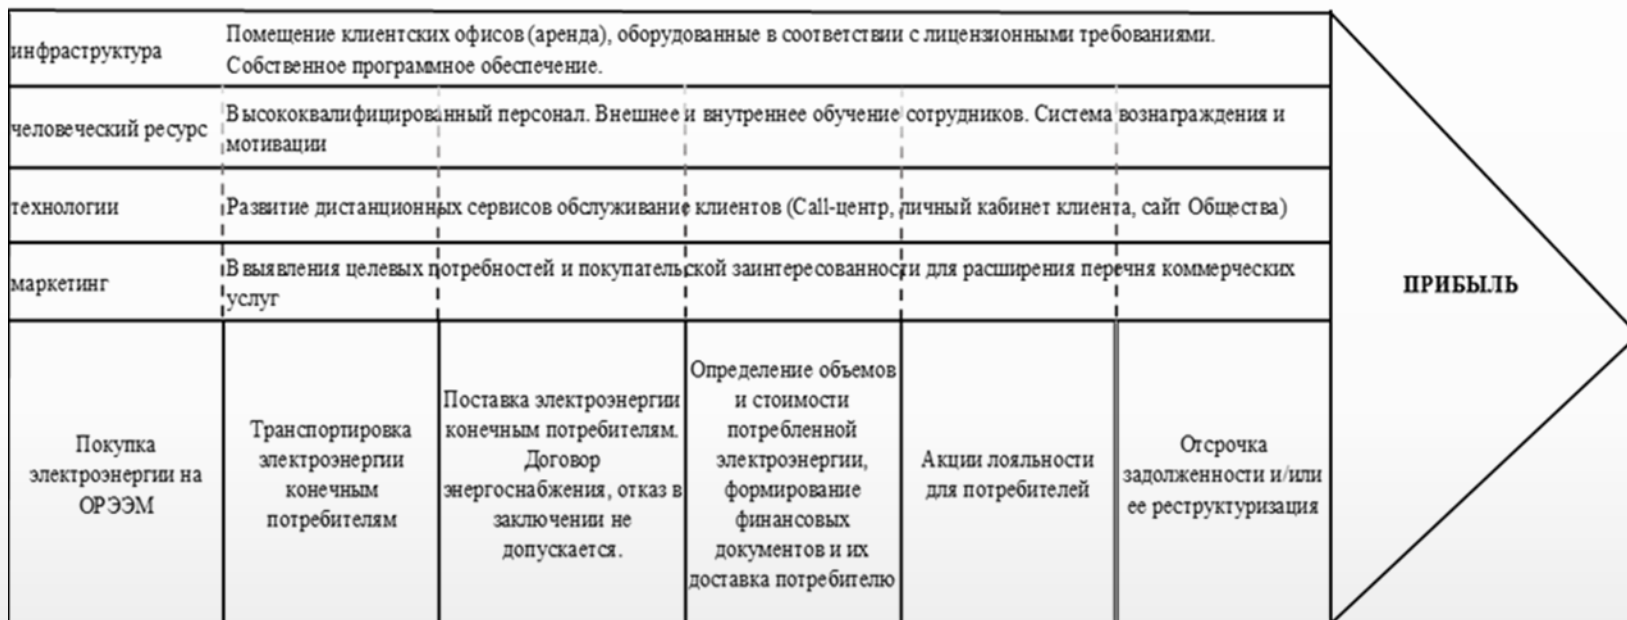 инфраструктура
Помещение клиентских офисов (аренда), оборудованные в соответствии с лицензионными требованиями.
Собственное программное обеспечение.
человеческий ресурс
Высококвалифицированный персонал. Внешнее и внутреннее обучение сотрудников. Система вознаграждения и
мотивации
технологии
Развитие дистанционных сервисов обслуживание клиентов (Call-центр, личный кабинет клиента, сайт Общества)
маркетинг
В выявления целевых потребностей и покупательской заинтересованности для расширения перечня коммерческих
услуг
Покупка
электроэнергии на
ОРЭЭМ
Транспортировка
электроэнергии
конечным
потребителям
Поставка электроэнергии
конечным потребителям.
Договор
энергоснабжения, отказ в
заключении не
допускается.
Определение объемов
и стоимости
потребленной
электроэнергии,
формирование
финансовых
документов и их
доставка потребителю
Акции лояльности
для потребителей
Отсрочка
задолженности и/или
ее реструктуризация
ПРИБЫЛЬ